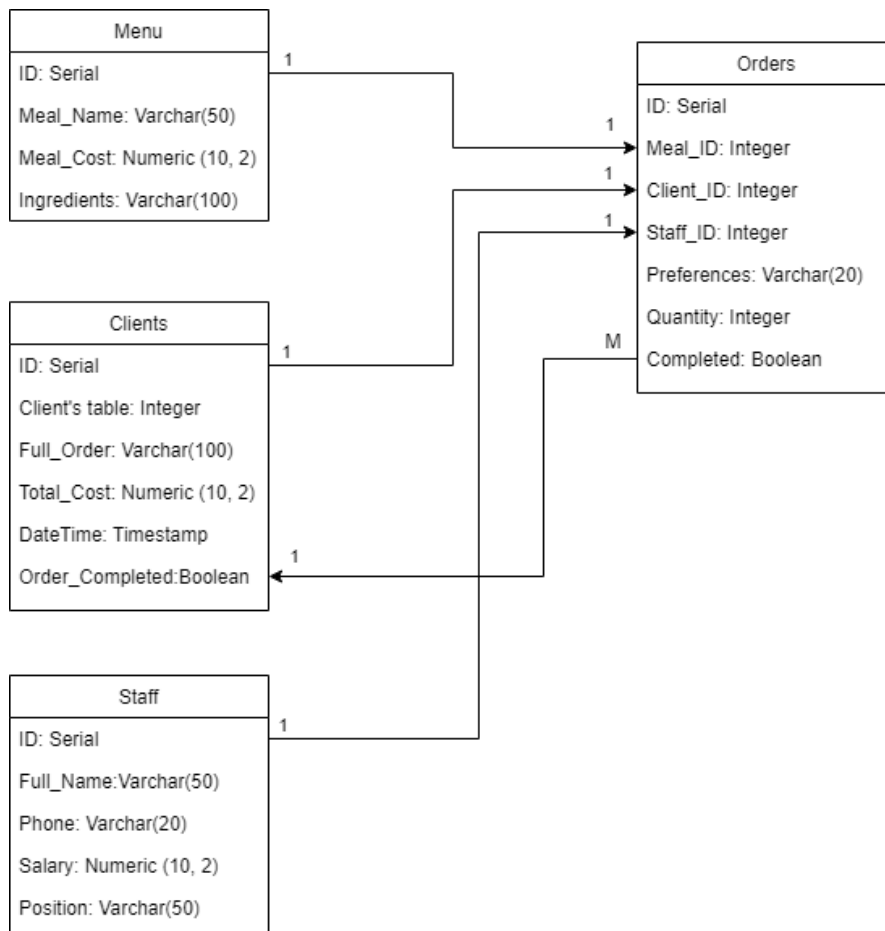 Menu
ID: Serial
Meal_Name: Varchar(50)
Meal_Cost: Numeric (10, 2)
Ingredients: Varchar(100)
1
Orders
ID: Serial
Meal_ID: Integer
Client_ID: Integer
Staff_ID: Integer
Preferences: Varchar(20)
Quantity: Integer
Completed: Boolean
1
1
1
M
Clients
ID: Serial
Client's table: Integer
Full_Order: Varchar(100)
Total_Cost: Numeric (10, 2)
DateTime: Timestamp
Order_Completed:Boolean
1
1
Staff
ID: Serial
Full_Name:Varchar(50)
Phone: Varchar(20)
Salary: Numeric (10, 2)
Position: Varchar(50)
1